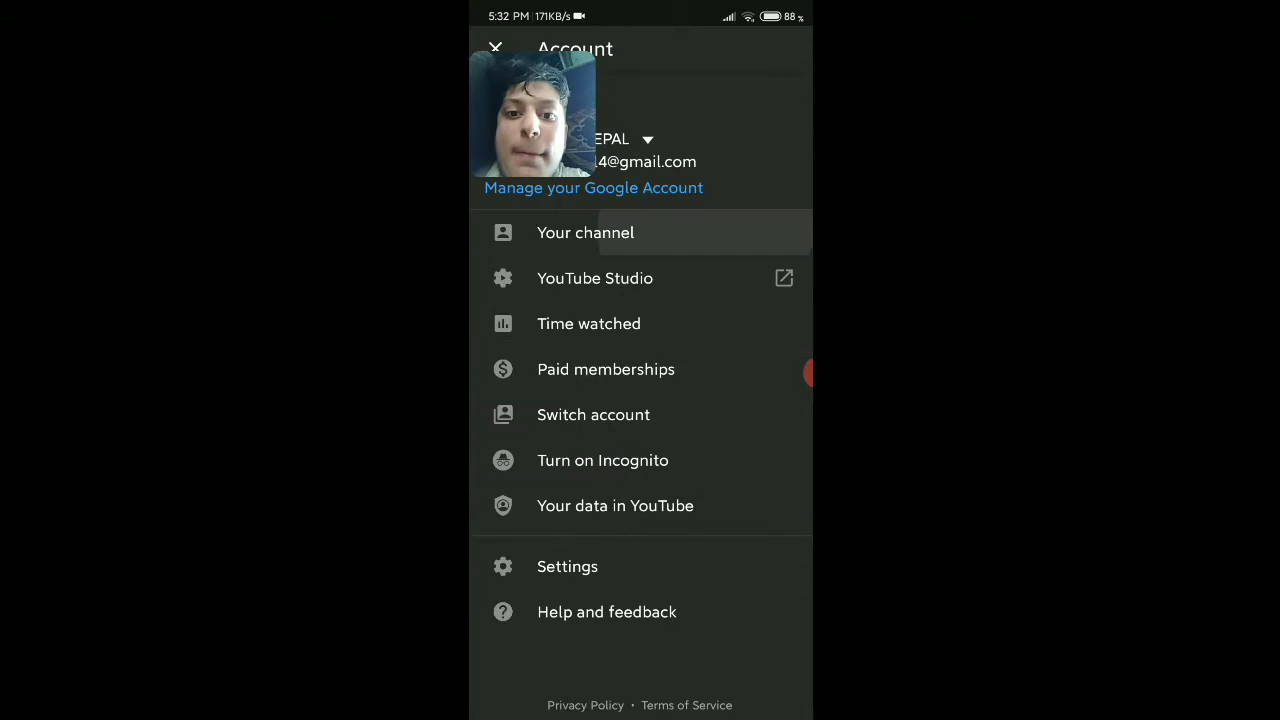 5:32 PM 171KB/s 88 %
Account
EPAL
l4@gmail.com
Manage your Google Account
Your channel
YouTube Studio
Time watched
Paid memberships
Switch account
Turn on Incognito
Your data in YouTube
Settings
Help and feedback
Privacy Policy • Terms of Service